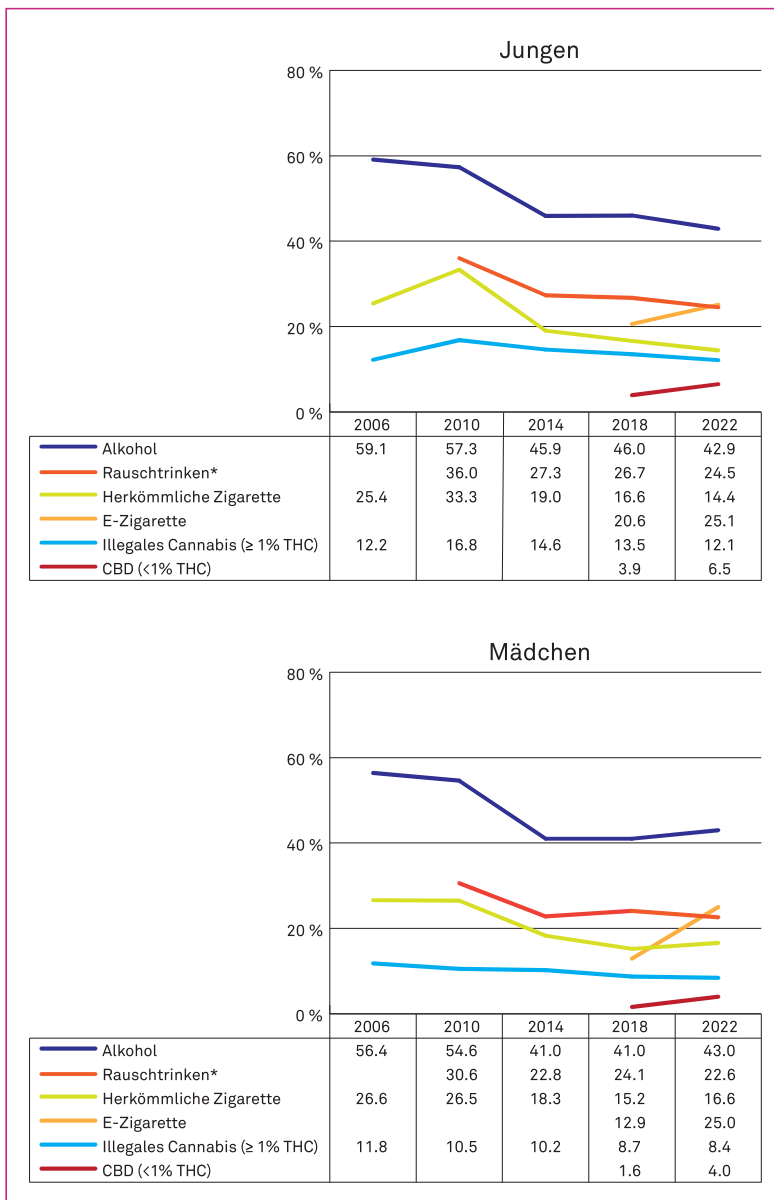 Jungen
80 %
60 %
40 %
20 %
0 %
2006 2010 2014 2018 2022
Alkohol 59.1 57.3 45.9 46.0 42.9
Rauschtrinken* 36.0 27.3 26.7 24.5
Herkömmliche Zigarette 25.4 33.3 19.0 16.6 14.4
E-Zigarette 20.6 25.1
Illegales Cannabis (≥ 1% THC) 12.2 16.8 14.6 13.5 12.1
CBD (<1% THC) 3.9 6.5
Mädchen
80 %
60 %
40 %
20 %
0 %
2006 2010 2014 2018 2022
Alkohol 56.4 54.6 41.0 41.0 43.0
Rauschtrinken* 30.6 22.8 24.1 22.6
Herkömmliche Zigarette 26.6 26.5 18.3 15.2 16.6
E-Zigarette 12.9 25.0
Illegales Cannabis (≥ 1% THC) 11.8 10.5 10.2 8.7 8.4
CBD (<1% THC) 1.6 4.0